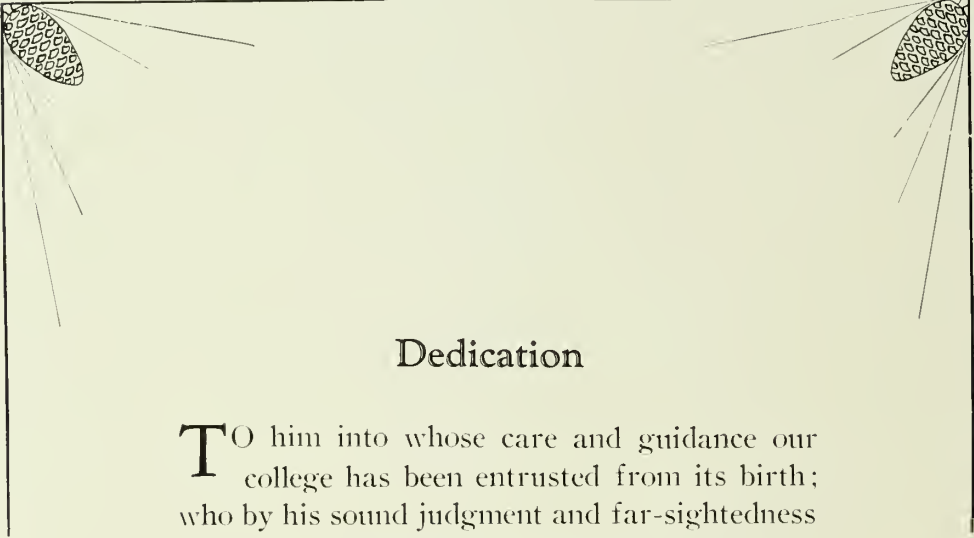 Dedication
TO him into whose care and guidance our
college has been entrusted from its birth;
who by his sound judgment and far-sightedness